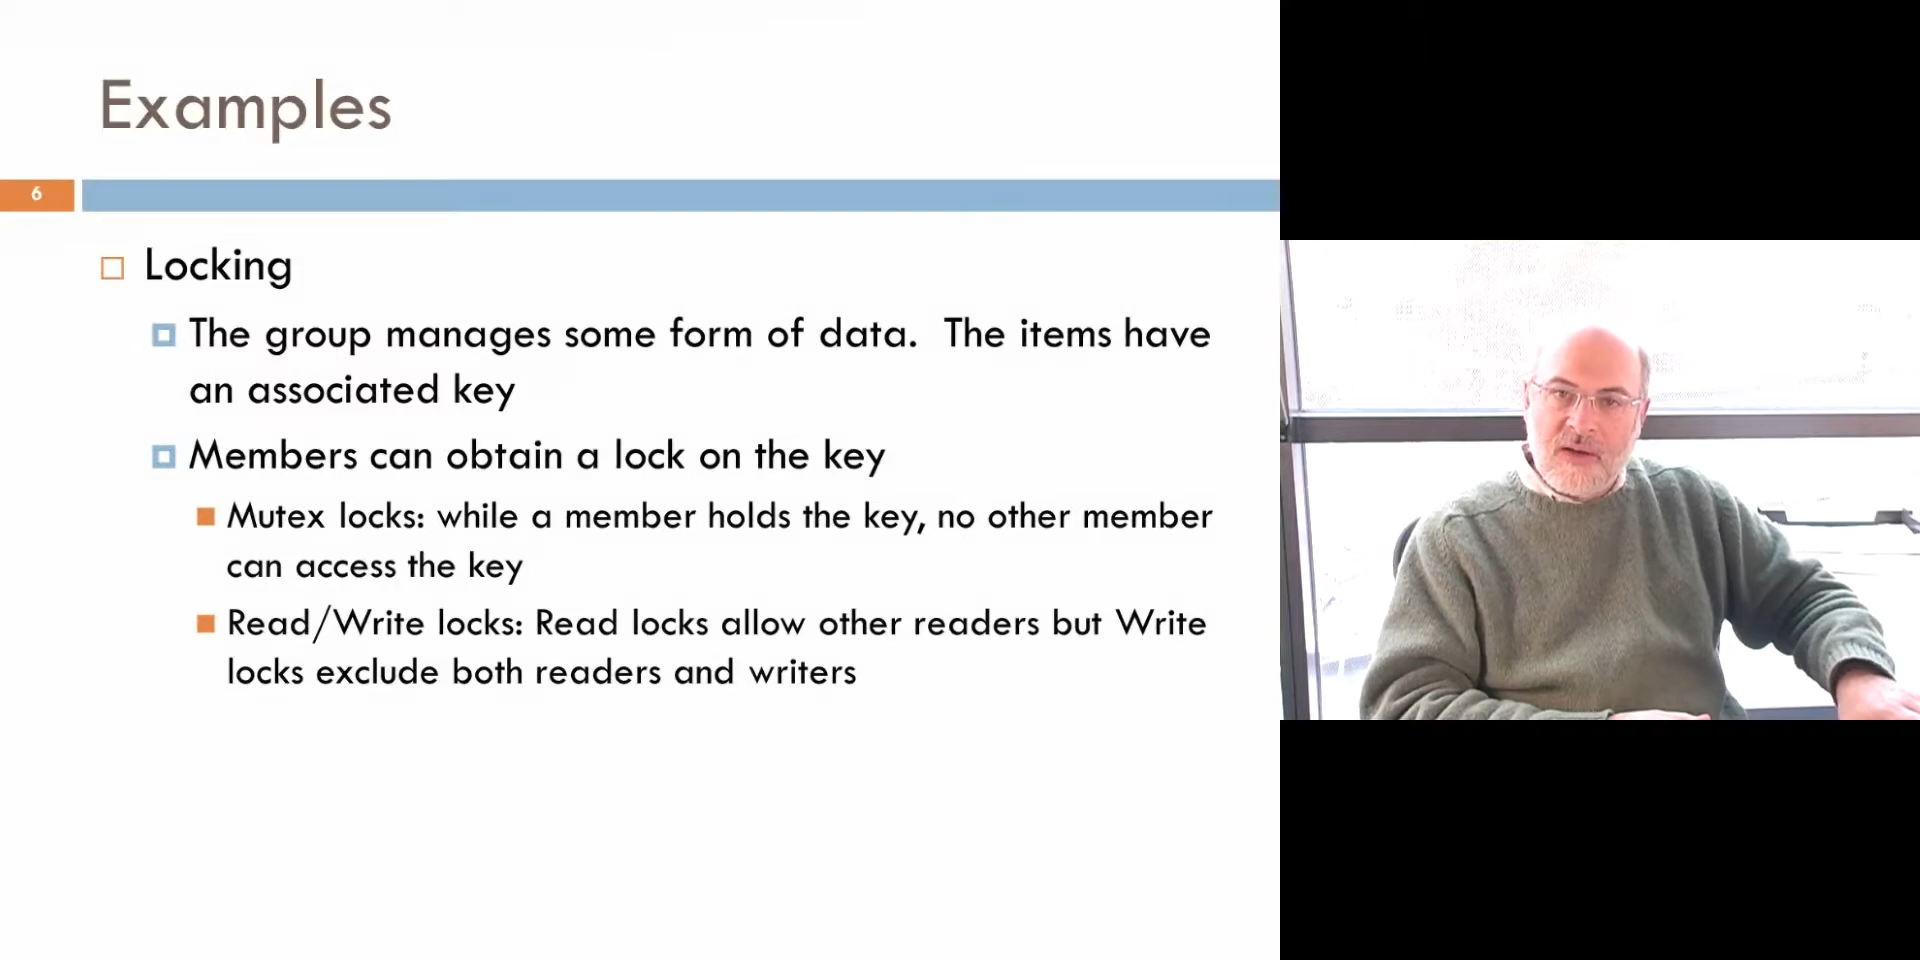 Examples
6
Locking
The group manages some form of data.  The items have
an associated key
Members can obtain a lock on the key
Mutex locks: while a member holds the key, no other member
can access the key
Read/Write locks: Read locks allow other readers but Write
locks exclude both readers and writers